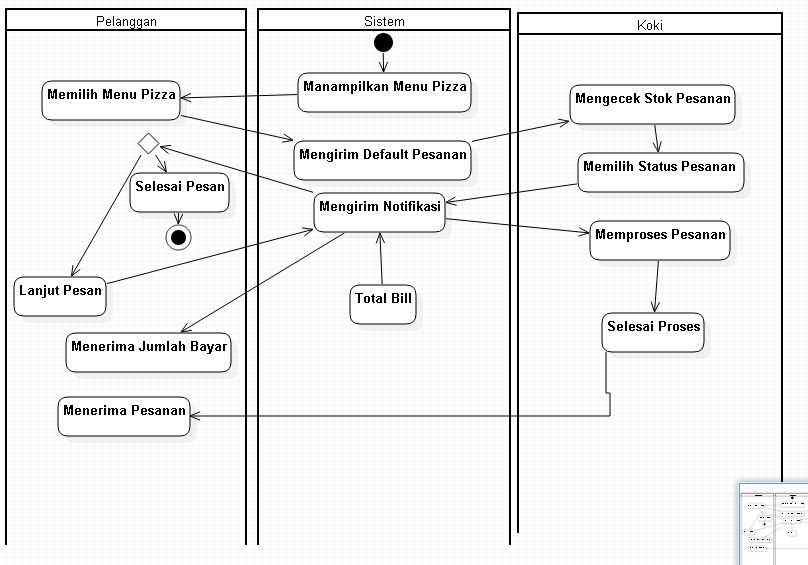 Pelanggan
Sistem
Koki
Memilih Menu Pizza
Manampilkan Menu Pizza
Mengecek Stok Pesanan
Mengirim Default Pesanan
Memilih Status Pesanan
Selesai Pesan
Mengirim Notifikasi
Memproses Pesanan
Lanjut Pesan
Total Bill
Selesai Proses
Menerima Jumlah Bayar
Menerima Pesanan